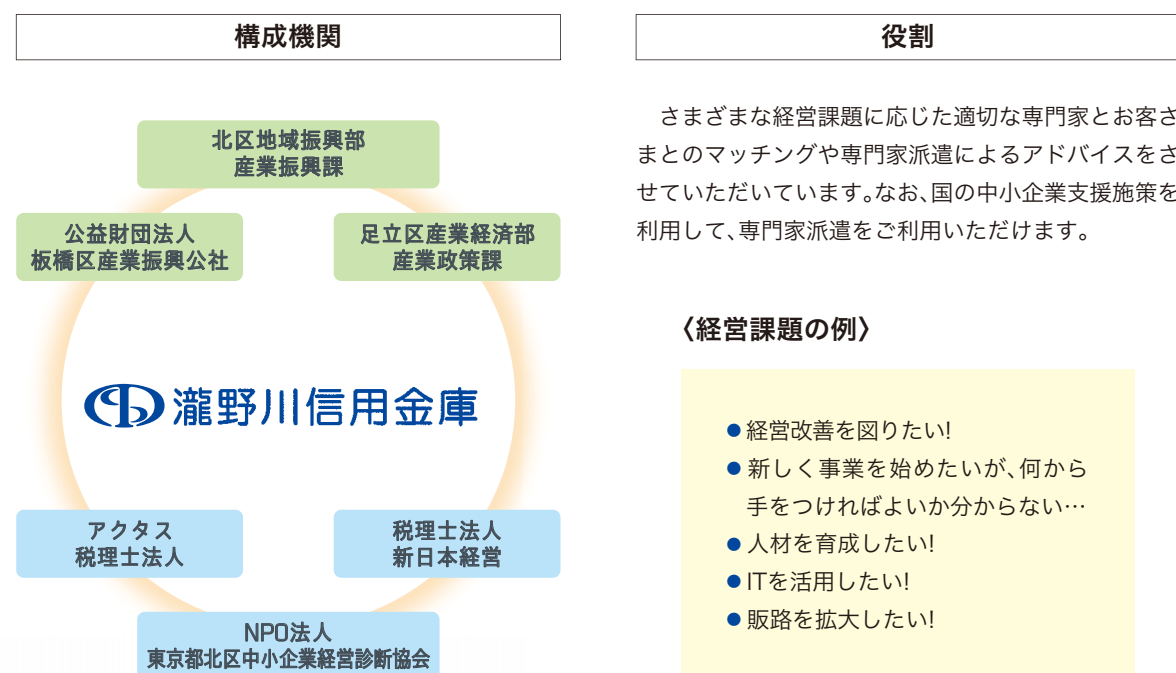 構成機関
北区地域振興部
産業振興課
公益財団法人
板橋区産業振興公社
足立区産業経済部
産業政策課
瀧野川信用金庫
アクタス
税理士法人
税理士法人
新日本経営
NPO法人
東京都北区中小企業経営診断協会
役割
さまざまな経営課題に応じた適切な専門家とお客さ
まとのマッチングや専門家派遣によるアドバイスをさ
せていただいています。なお、国の中小企業支援施策を
利用して、専門家派遣をご利用いただけます。
〈経営課題の例〉
●経営改善を図りたい!
●新しく事業を始めたいが、何から
手をつければよいか分からない…
●人材を育成したい!
●ITを活用したい!
●販路を拡大したい!